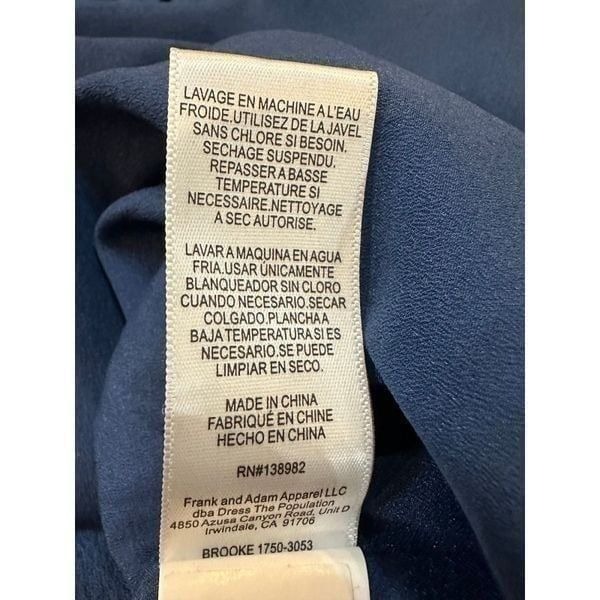 LAVAGE EN MACHINE A L'EAU
FROIDE.UTILISEZ DE LA JAVEL
SANS CHLORE SI BESOIN.
SECHAGE SUSPENDU.
REPASSER A BASSE
TEMPERATURE SI
NECESSAIRE.NETTOYAGE
A SEC AUTORISE.
LAVAR A MAQUINA EN AGUA
FRIA.USAR ÚNICAMENTE
BLANQUEADOR SIN CLORO
CUANDO NECESARIO.SECAR
COLGADO.PLANCHA A
BAJA TEMPERATURA SI ES
NECESARIO.SE PUEDE
LIMPIAR EN SECO.
MADE IN CHINA
FABRIQUÉ EN CHINE
HECHO EN CHINA
RN#138982
Frank and Adam Apparel LLC
dba Dress The Population
4850 Azusa Canyon Road, Unit D
Irwindale, CA 91706
BROOKE 1750-3053